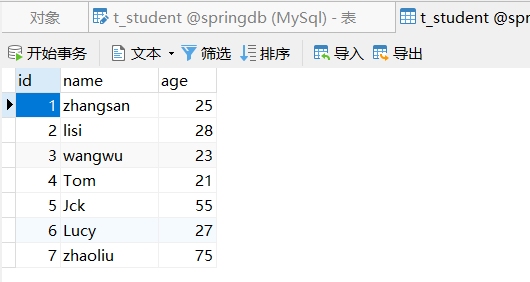 对象 t_student @springdb (MySql) - 表 t_student @spr
开始事务 文本 筛选 排序 导入 导出
id name age
1 zhangsan 25
2 lisi 28
3 wangwu 23
4 Tom 21
5 Jck 55
6 Lucy 27
7 zhaoliu 75